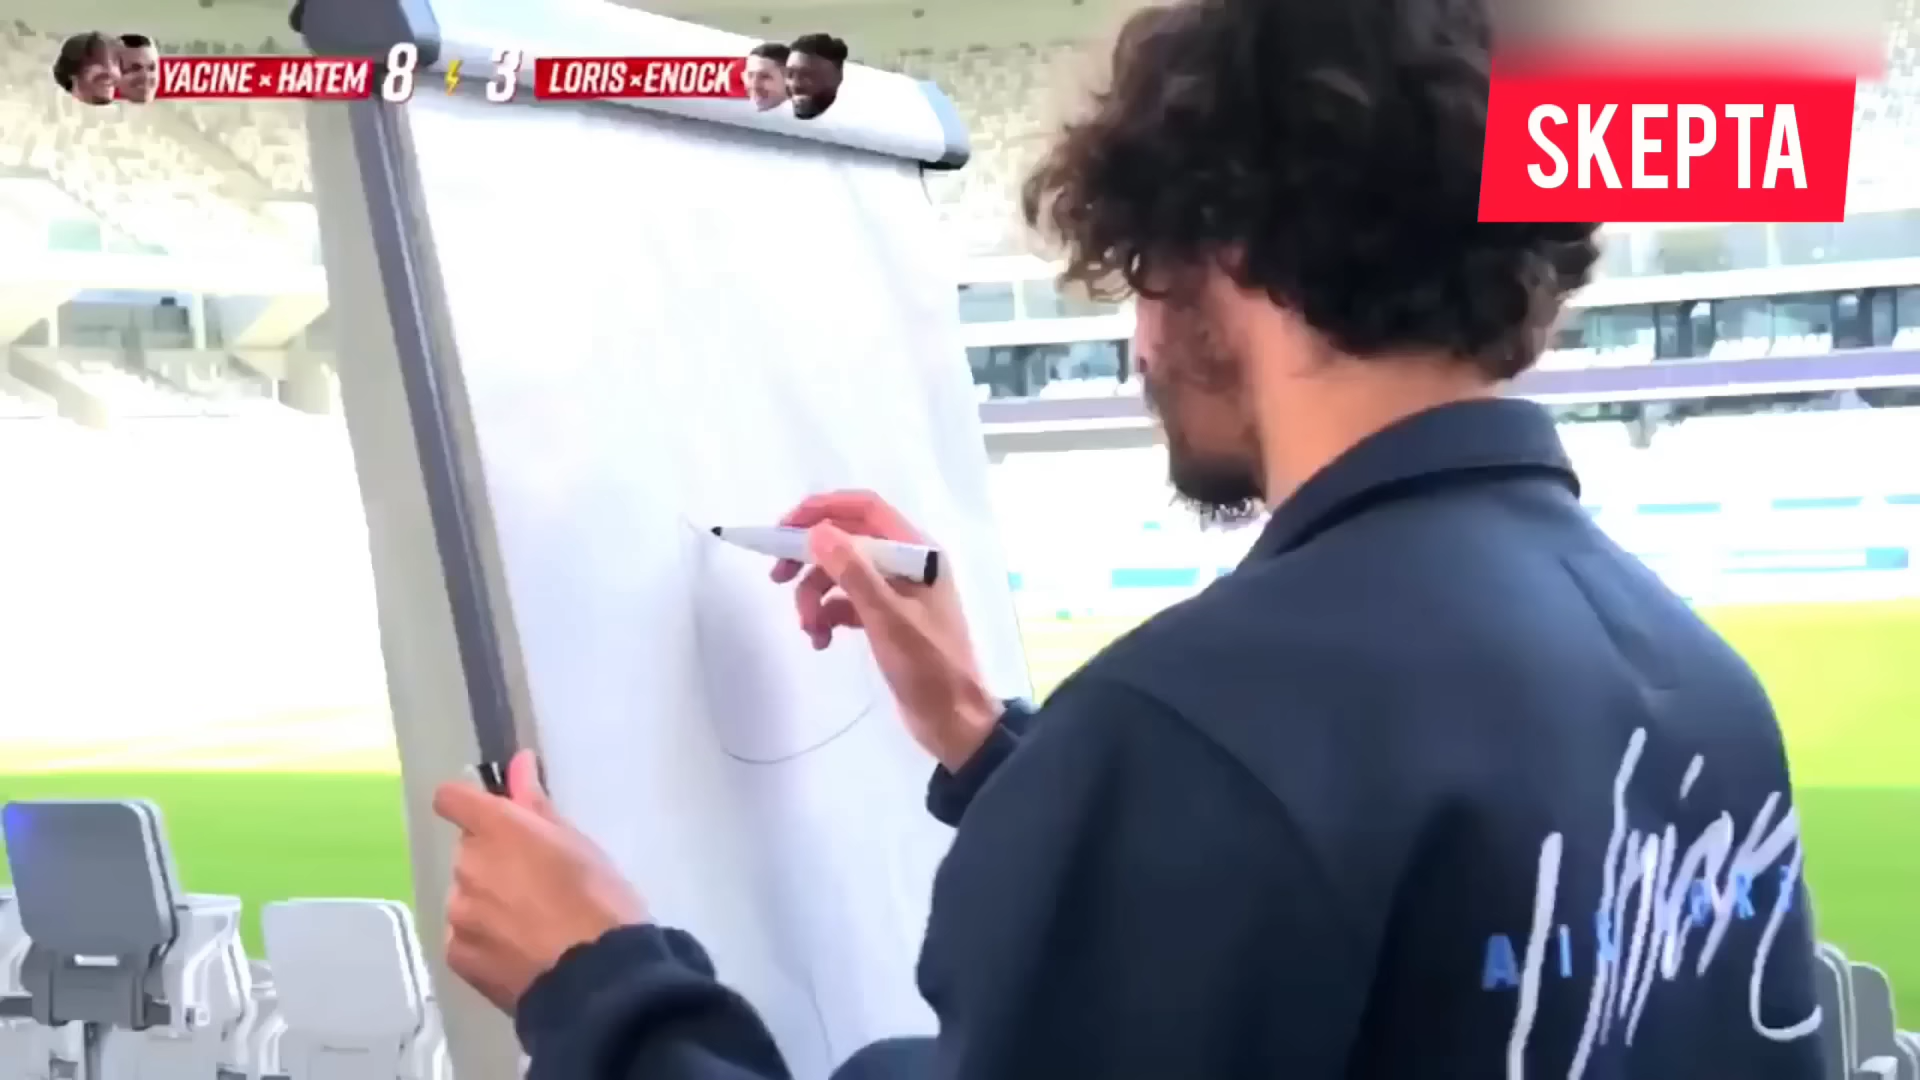 YACINE × HATEM 8 3 LORIS × ENOCK
SKEPTA